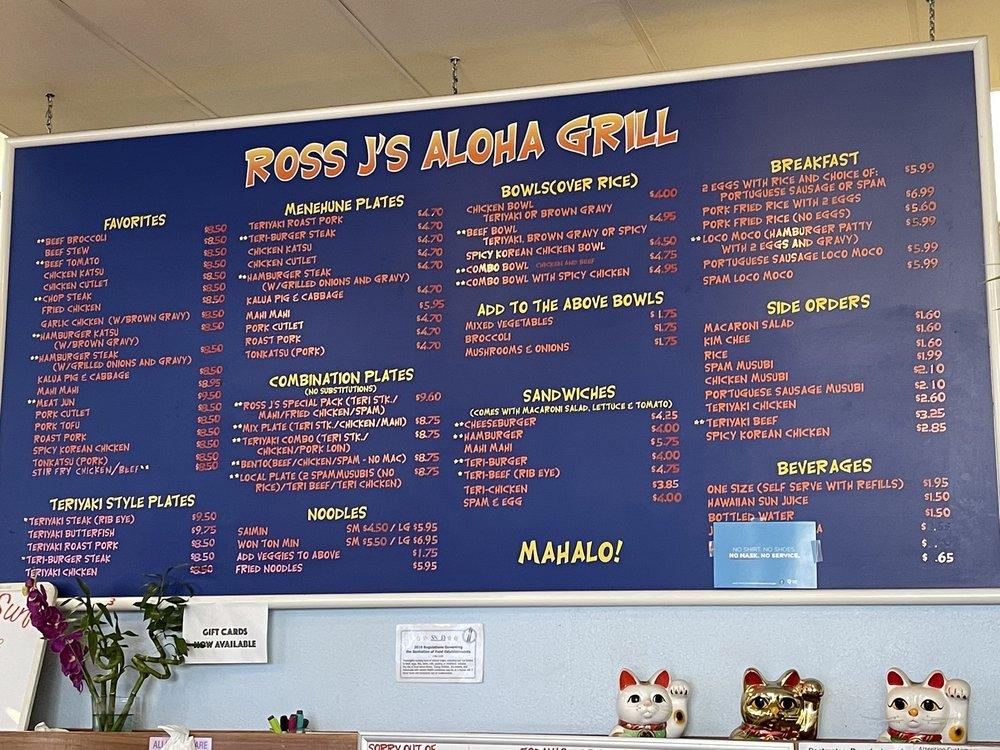 ROSS J'S ALOHA GRILL
FAVORITES
**BEEF BROCCOLI $8.50
BEEF STEW $8.50
**BEEF TOMATO $8.50
CHICKEN KATSU $8.50
CHICKEN CUTLET $8.50
**CHOP STEAK $8.50
FRIED CHICKEN $8.50
GARLIC CHICKEN (W/BROWN GRAVY) $8.50
**HAMBURGER KATSU $8.50
(W/BROWN GRAVY)
**HAMBURGER STEAK $8.50
(W/GRILLED ONIONS AND GRAVY)
KALUA PIG & CABBAGE $8.50
MAHI MAHI $8.95
**MEAT JUN $9.50
PORK CUTLET $8.50
PORK TOFU $8.50
ROAST PORK $8.50
SPICY KOREAN CHICKEN $8.50
TONKATSU (PORK) $8.50
STIR FRY CHICKEN/BEEF** $8.50
TERIYAKI STYLE PLATES
*TERIYAKI STEAK (RIB EYE) $9.50
TERIYAKI BUTTERFISH $9.75
TERIYAKI ROAST PORK $8.50
*TERI-BURGER STEAK $8.50
TERIYAKI CHICKEN $8.50
MENEHUNE PLATES
TERIYAKI ROAST PORK $4.70
**TERI-BURGER STEAK $4.70
CHICKEN KATSU $4.70
CHICKEN CUTLET $4.70
**HAMBURGER STEAK $4.70
(W/GRILLED ONIONS AND GRAVY)
KALUA PIG & CABBAGE $4.70
MAHI MAHI $5.95
PORK CUTLET $4.70
ROAST PORK $4.70
TONKATSU (PORK) $4.70
COMBINATION PLATES
(NO SUBSTITUTIONS)
**ROSS J'S SPECIAL PACK (TERI STK./ $9.60
MAHI/FRIED CHICKEN/SPAM)
**MIX PLATE (TERI STK./CHICKEN/MAHI) $8.75
**TERIYAKI COMBO (TERI STK./ $8.75
CHICKEN/PORK LOIN)
**BENTO(BEEF/CHICKEN/SPAM - NO MAC) $8.75
**LOCAL PLATE (2 SPAMMUSUBIS (NO $8.75
RICE)/TERI BEEF/TERI CHICKEN)
NOODLES
SAIMIN SM $4.50 / LG $5.95
WON TON MIN SM $5.50 / LG $6.95
ADD VEGGIES TO ABOVE $1.75
FRIED NOODLES $5.95
BOWLS(OVER RICE)
CHICKEN BOWL $4.00
TERIYAKI OR BROWN GRAVY
**BEEF BOWL $4.95
TERIYAKI, BROWN GRAVY OR SPICY
SPICY KOREAN CHICKEN BOWL $4.50
**COMBO BOWL CHICKEN AND BEEF $4.75
**COMBO BOWL WITH SPICY CHICKEN $4.95
ADD TO THE ABOVE BOWLS
MIXED VEGETABLES $1.75
BROCCOLI $1.75
MUSHROOMS & ONIONS $1.75
SANDWICHES
(COMES WITH MACARONI SALAD, LETTUCE & TOMATO)
**CHEESEBURGER $4.25
**HAMBURGER $4.00
MAHI MAHI $5.75
**TERI-BURGER $4.00
*TERI-BEEF (RIB EYE) $4.75
TERI-CHICKEN $3.85
SPAM & EGG $4.00
MAHALO!
BREAKFAST
2 EGGS WITH RICE AND CHOICE OF: $5.99
PORTUGUESE SAUSAGE OR SPAM
PORK FRIED RICE WITH 2 EGGS $6.99
PORK FRIED RICE (NO EGGS) $5.60
**LOCO MOCO (HAMBURGER PATTY $5.99
WITH 2 EGGS AND GRAVY)
PORTUGUESE SAUSAGE LOCO MOCO $5.99
SPAM LOCO MOCO $5.99
SIDE ORDERS
MACARONI SALAD $1.60
KIM CHEE $1.60
RICE $1.60
SPAM MUSUBI $1.99
CHICKEN MUSUBI $2.10
PORTUGUESE SAUSAGE MUSUBI $2.10
TERIYAKI CHICKEN $2.60
**TERIYAKI BEEF $3.25
SPICY KOREAN CHICKEN $2.85
BEVERAGES
ONE SIZE (SELF SERVE WITH REFILLS) $1.95
HAWAIIAN SUN JUICE $1.50
BOTTLED WATER $1.50
$ .65
NO SHIRT. NO SHOES.
NO MASK. NO SERVICE.
GIFT CARDS
NOW AVAILABLE
Sun
SORRY OUT OF